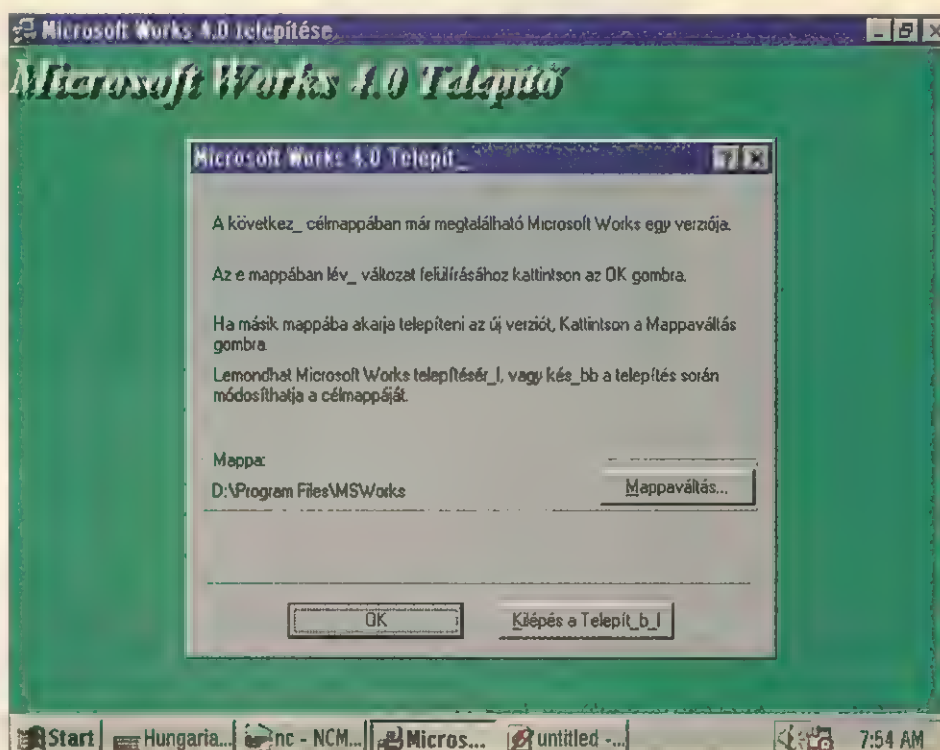 Microsoft Works 4.0 telepítése
Microsoft Works 4.0 Telepítő
Microsoft Works 4.0 Telepít_
A következ_ célmappában már megtalálható Microsoft Works egy verziója.
Az e mappában lév_ változat felülírásához kattintson az OK gombra.
Ha másik mappába akarja telepíteni az új verziót, Kattintson a Mappaváltás
gombra.
Lemondhat Microsoft Works telepítésér_l, vagy kés_bb a telepítés során
módosíthatja a célmappáját.
Mappa:
D:\Program Files\MSWorks
Mappaváltás...
OK
Kilépés a Telepít_b_l
Start
Hungaria...
nc - NCM...
Micros...
untitled -...
7:54 AM